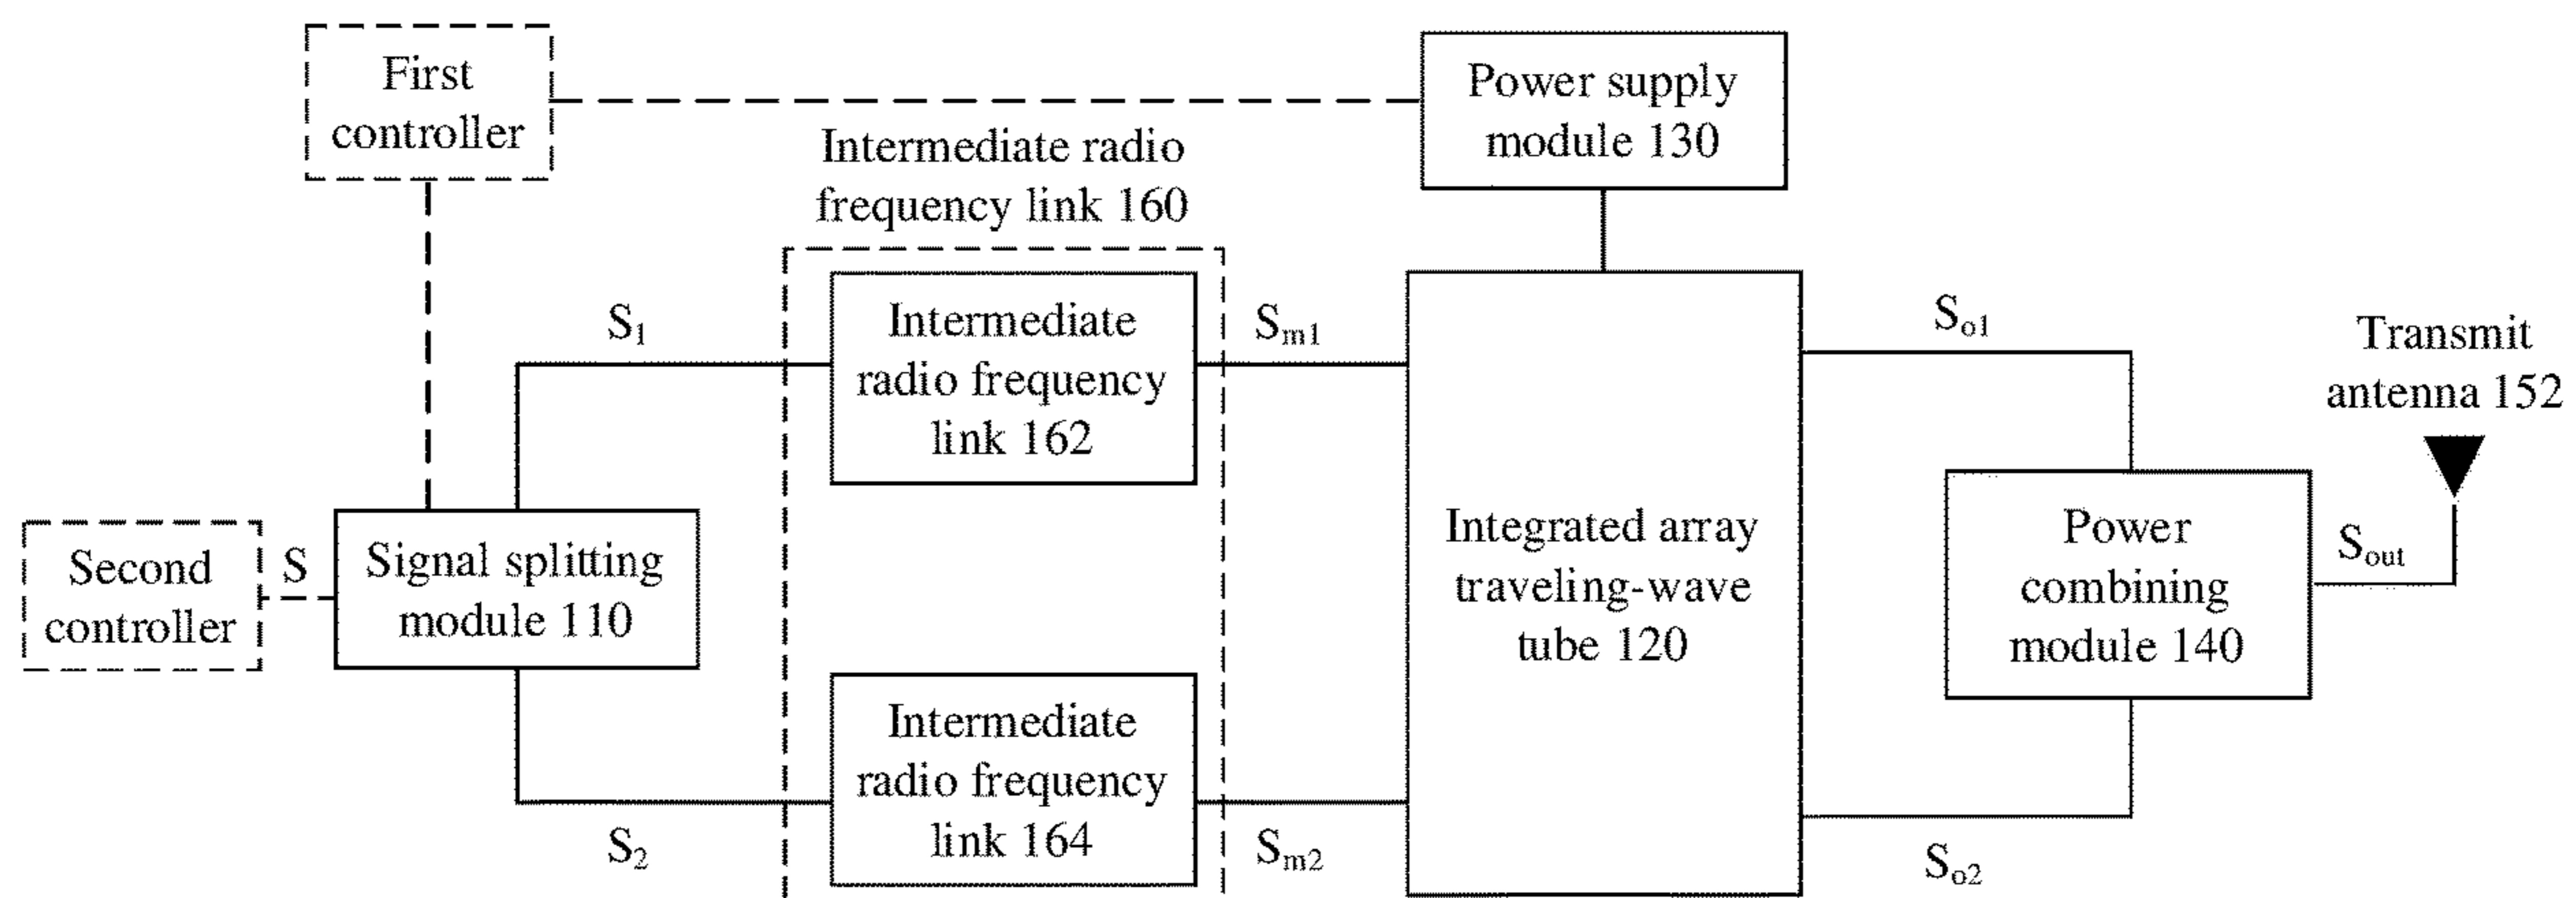 First
controller
Power supply
module 130
Intermediate radio
frequency link 160
S1
Intermediate
radio frequency
link 162
Sm1
So1
Transmit
antenna 152
Second
controller
S
Signal splitting
module 110
Integrated array
traveling-wave
tube 120
Power
combining
module 140
Sout
S2
Intermediate
radio frequency
link 164
Sm2
So2